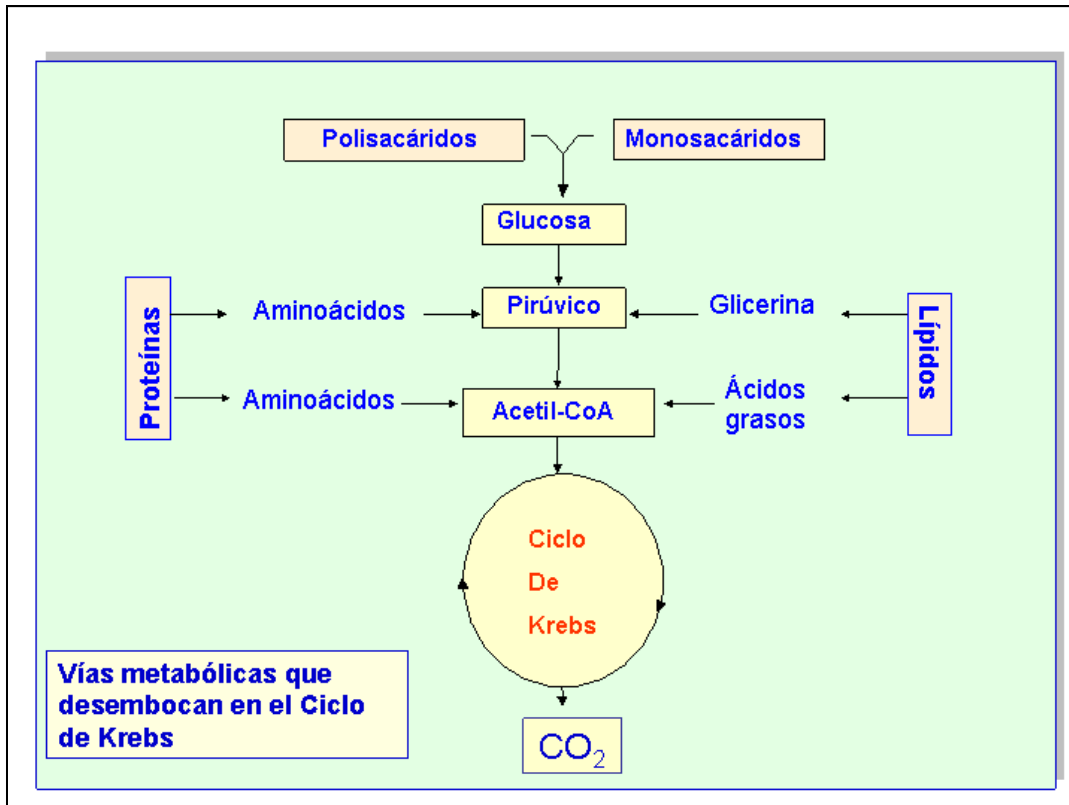 Polisacáridos
Monosacáridos
Glucosa
Proteínas
Aminoácidos
Pirúvico
Glicerina
Lípidos
Aminoácidos
Acetil-CoA
Ácidos
grasos
Ciclo
De
Krebs
Vías metabólicas que
desembocan en el Ciclo
de Krebs
CO₂